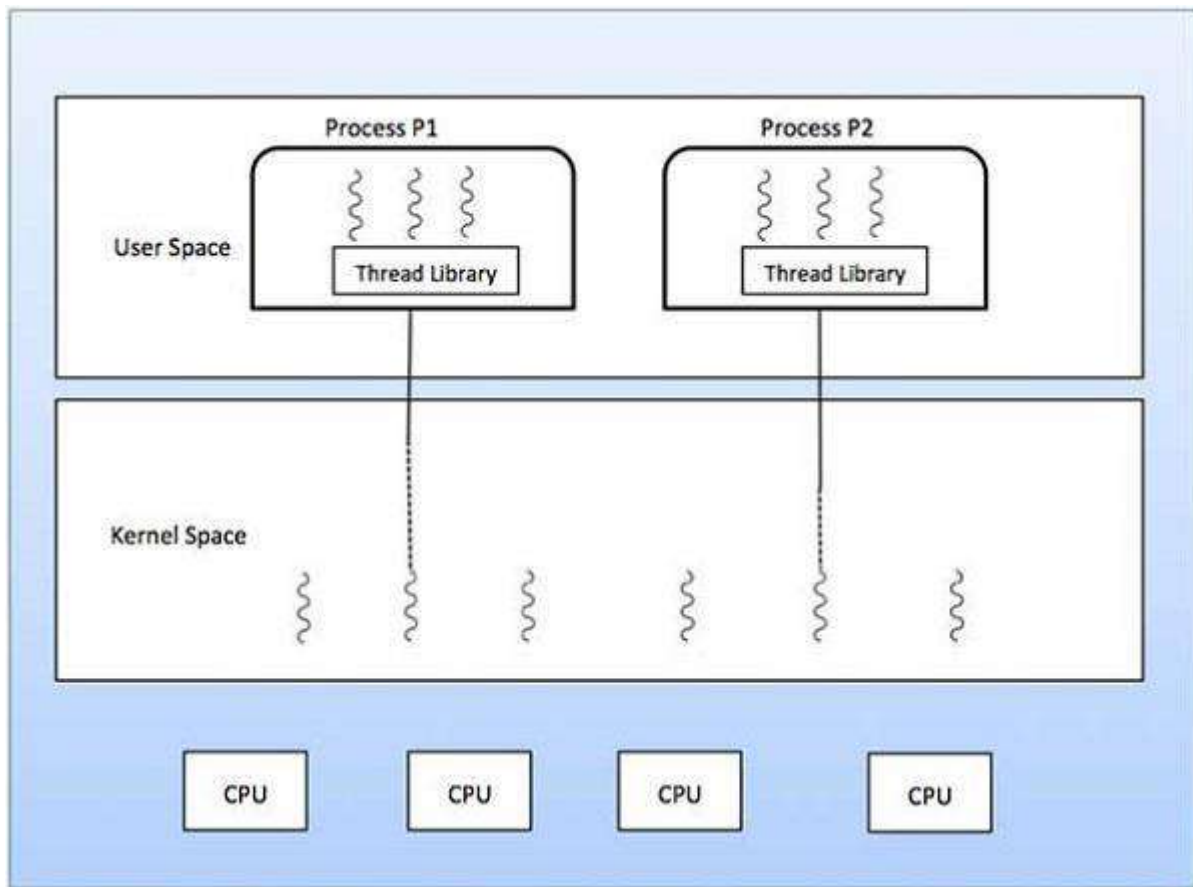 Process P1
Process P2
User Space
Thread Library
Thread Library
Kernel Space
CPU
CPU
CPU
CPU